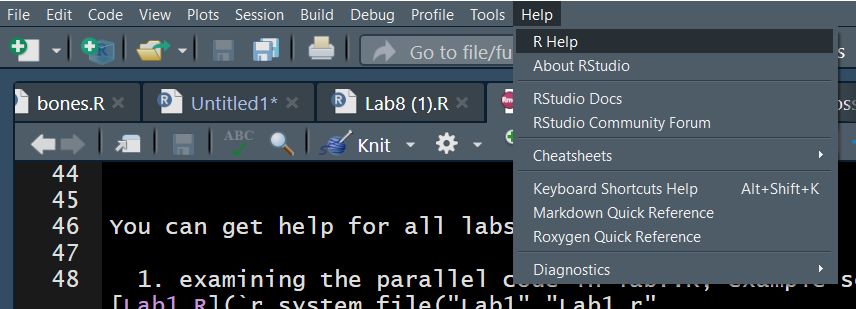 File Edit Code View Plots Session Build Debug Profile Tools Help
Go to file/fu
R Help
About RStudio
RStudio Docs
RStudio Community Forum
Cheatsheets
Keyboard Shortcuts Help Alt+Shift+K
Markdown Quick Reference
Roxygen Quick Reference
Diagnostics
bones.R Untitled1* Lab8 (1).R
ABC Knit
44
45
46 You can get help for all labs
47
48 1. examining the parallel code in
[Lab1 R](`r system file("Lab1" "Lab1 r"